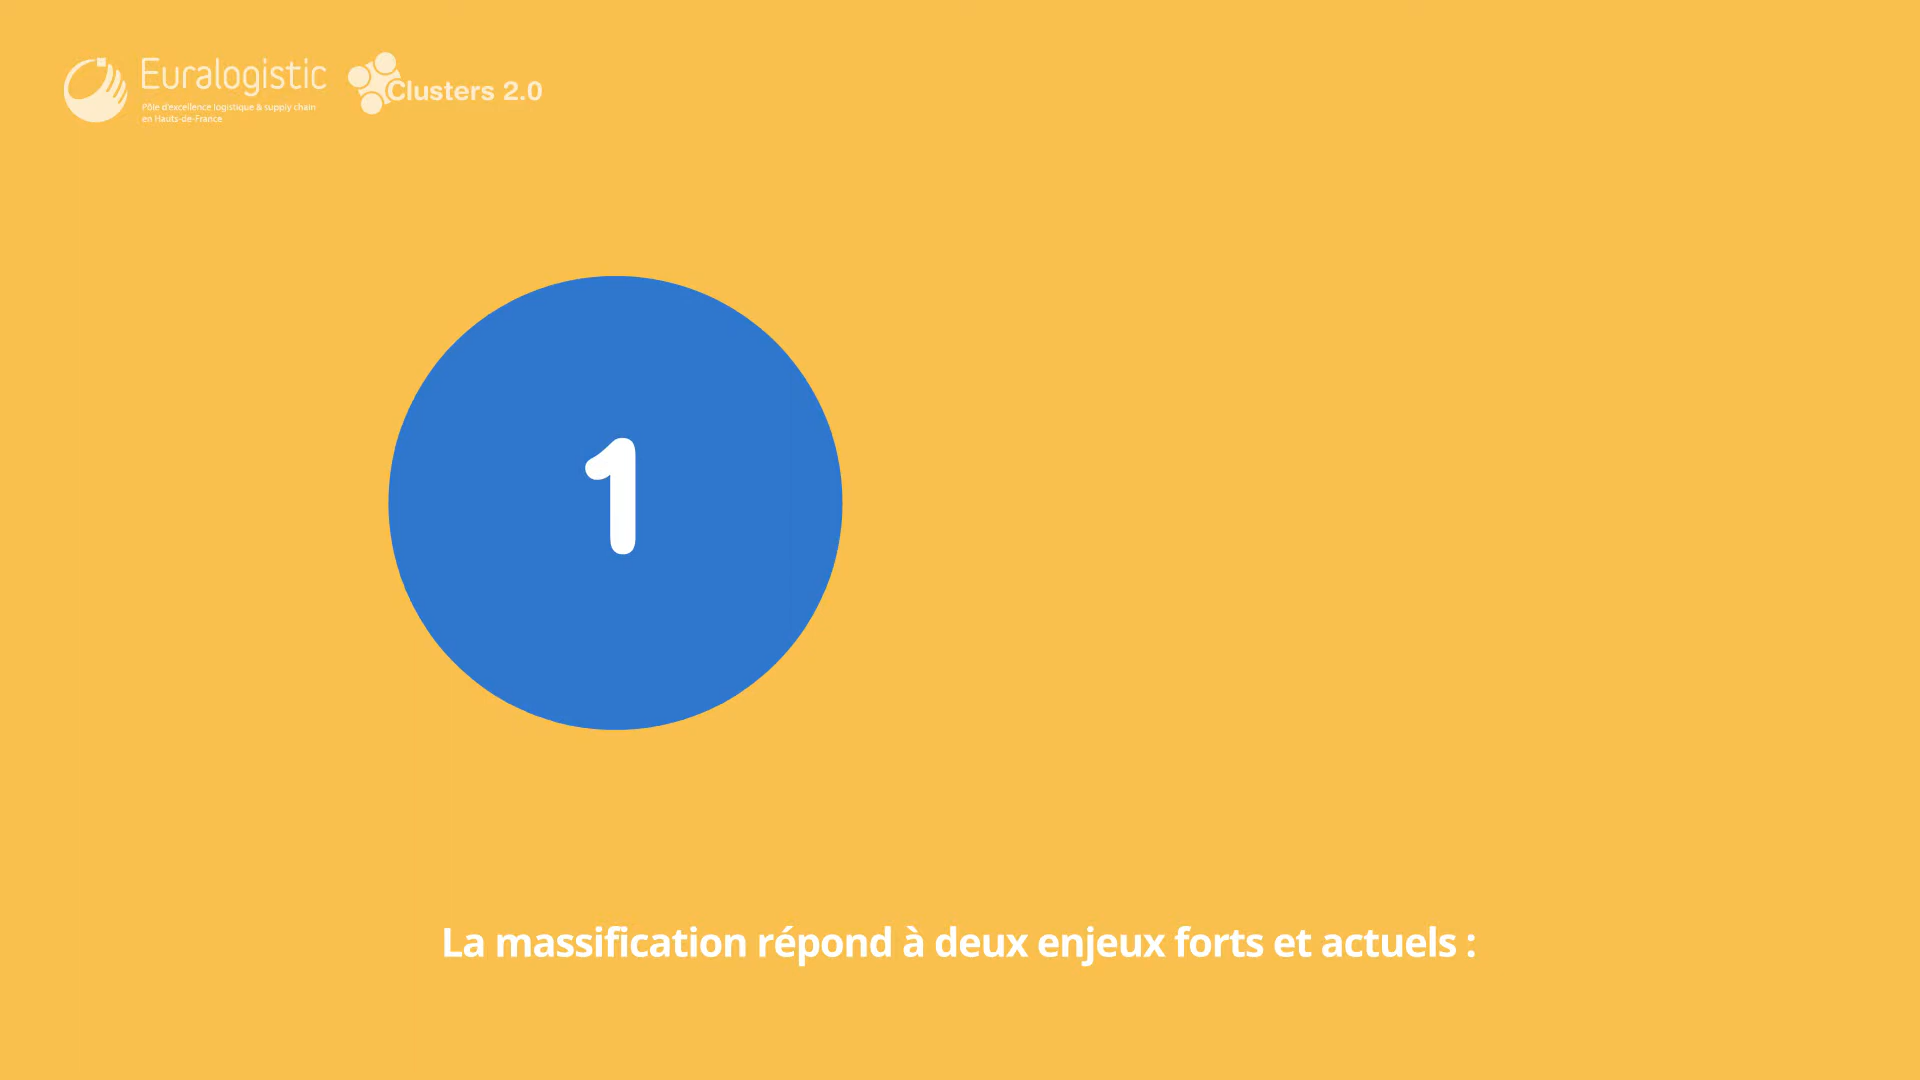 Euralogistic
Pôle d'excellence logistique & supply chain
en Hauts-de-France
Clusters 2.0
1
La massification répond à deux enjeux forts et actuels :